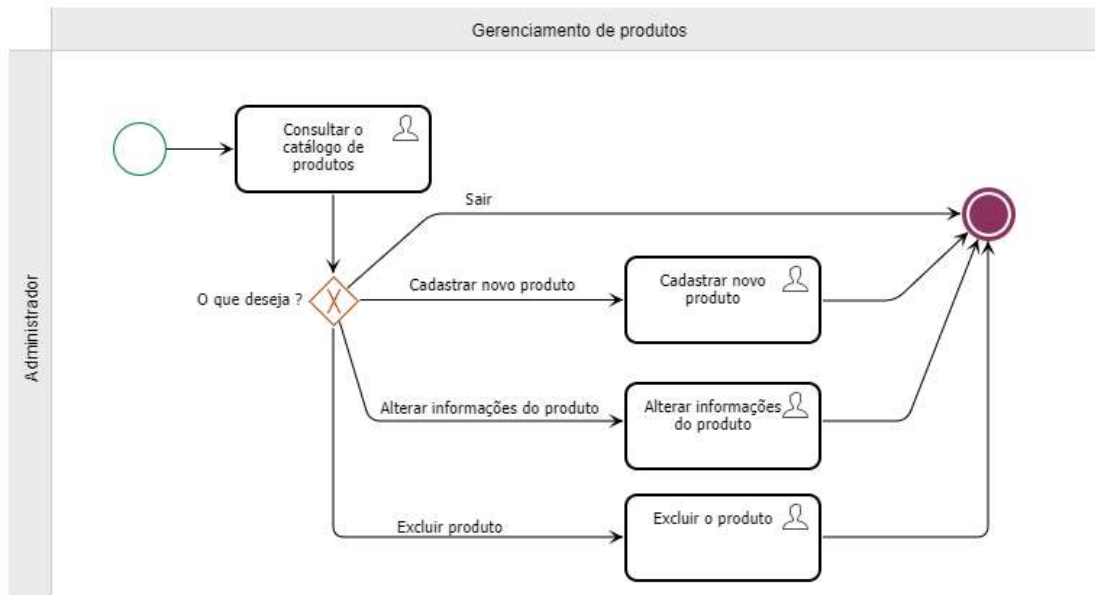 Gerenciamento de produtos
Administrador
Consultar o
catálogo de
produtos
Sair
O que deseja ?
Cadastrar novo produto
Cadastrar novo
produto
Alterar informações do produto
Alterar informações
do produto
Excluir produto
Excluir o produto